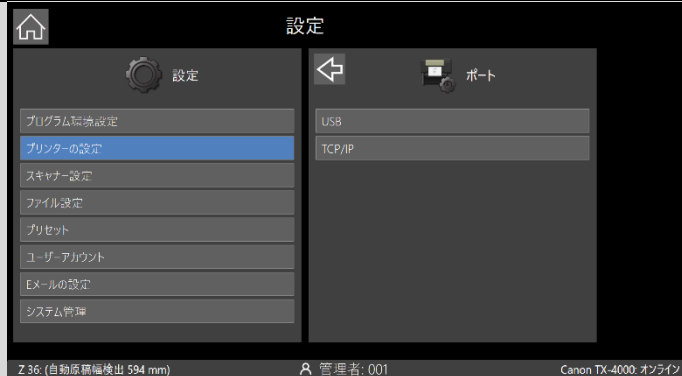 設定
設定
プログラム環境設定
プリンターの設定
スキャナー設定
ファイル設定
プリセット
ユーザーアカウント
Eメールの設定
システム管理
ポート
USB
TCP/IP
Z 36: (自動原稿幅検出 594 mm)
管理者: 001
Canon TX-4000: オンライン